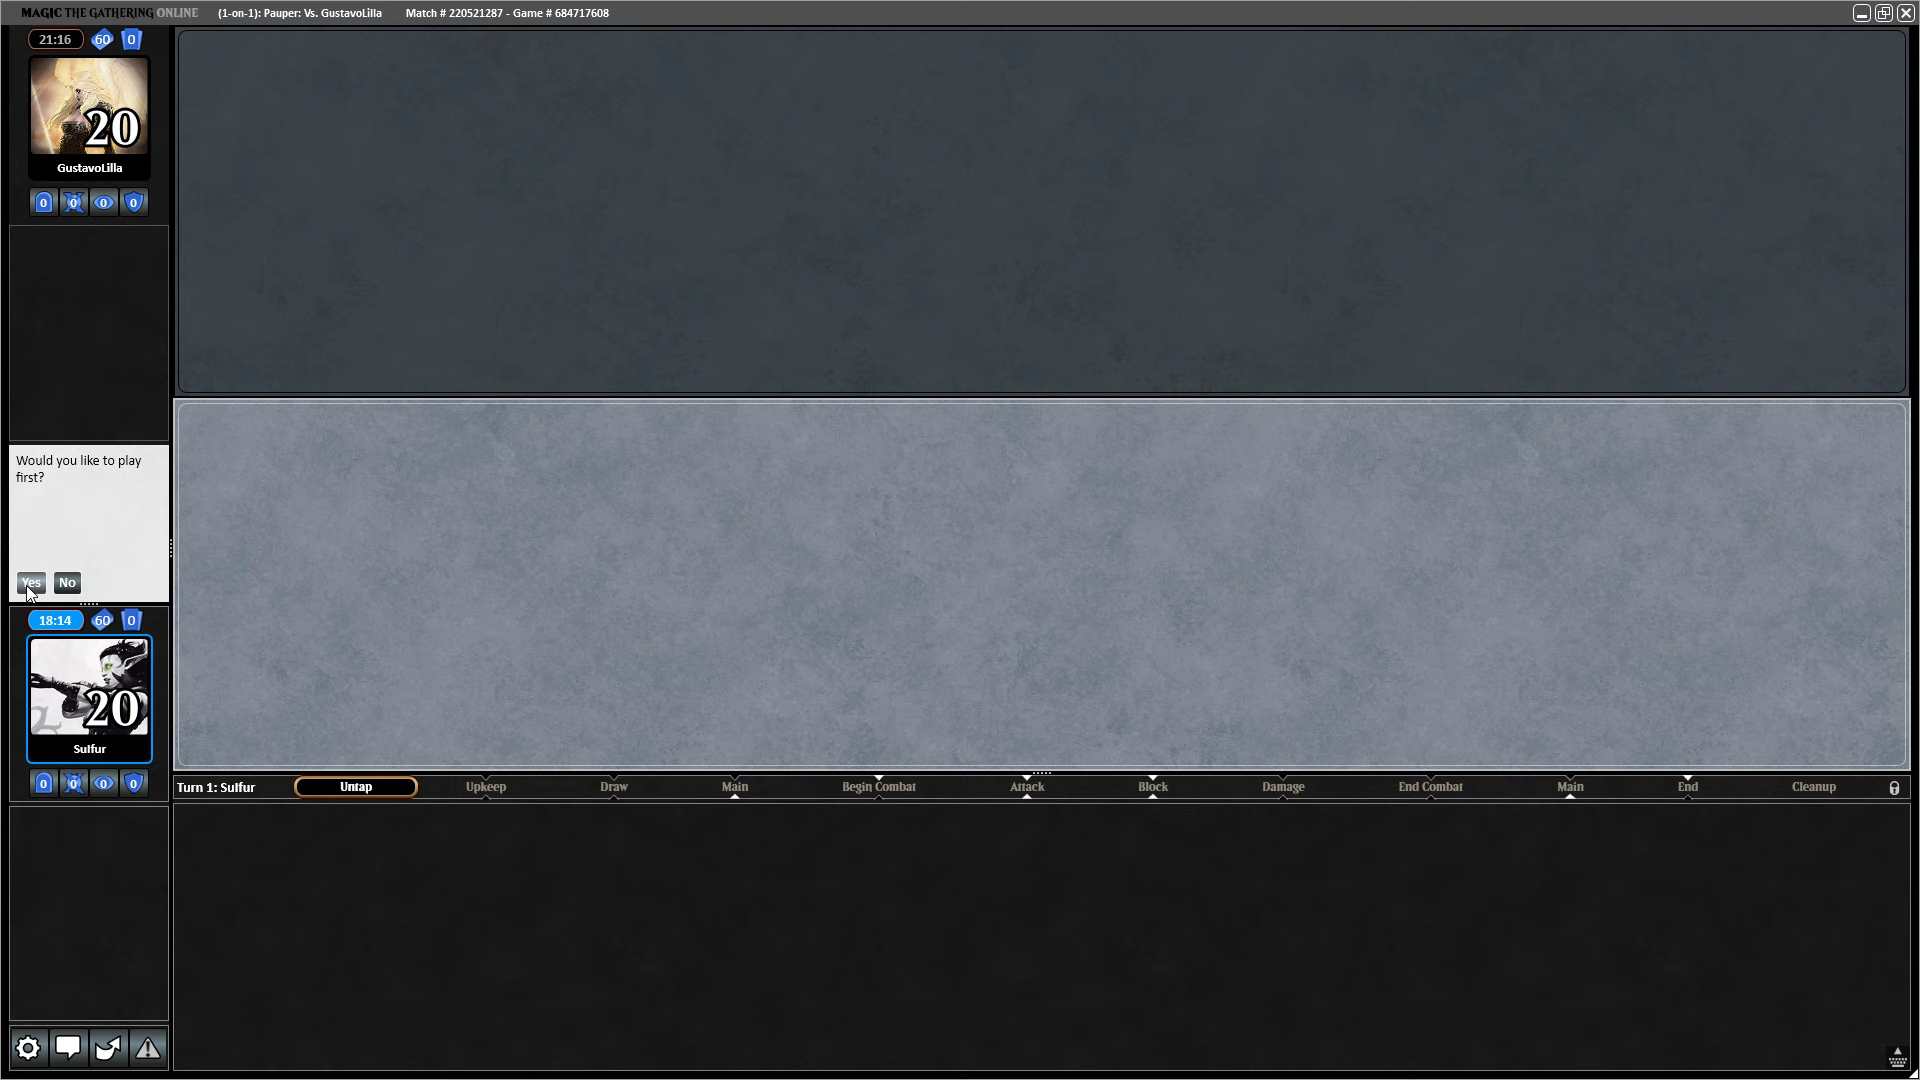 MAGIC THE GATHERING ONLINE (1-on-1): Pauper: Vs. GustavoLilla Match # 220521287 - Game # 684717608
21:16 60 0
20
GustavoLilla
0 0 0 0
Would you like to play
first?
Yes No
18:14 60 0
20
Sulfur
0 0 0 0
Turn 1: Sulfur Untap Upkeep Draw Main Begin Combat Attack Block Damage End Combat Main End Cleanup